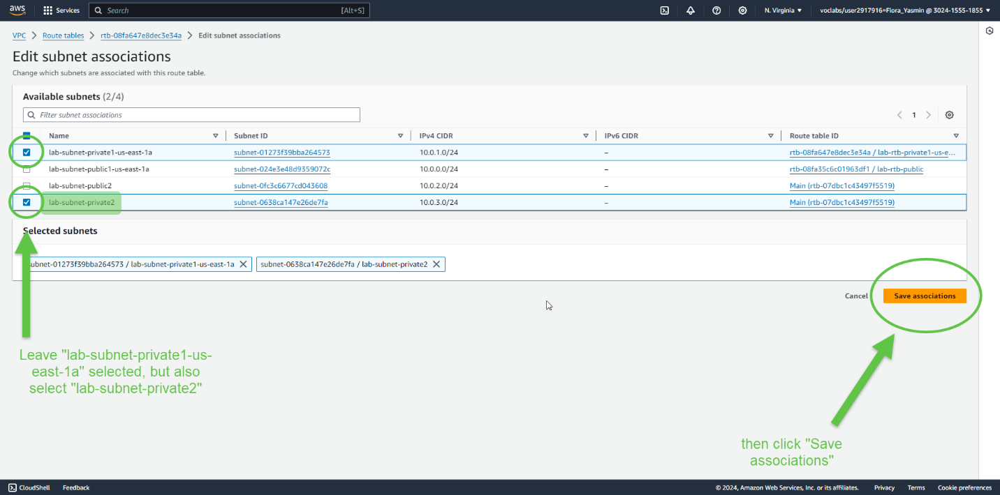 aws
Services
Search
[Alt+S]
N. Virginia
voclabs/user2917916=Flora_Yasmin @ 3024-1555-1855
VPC
Route tables
rtb-08fa647e8dec3e34a
Edit subnet associations
Edit subnet associations
Change which subnets are associated with this route table.
Available subnets (2/4)
Filter subnet associations
1
Name Subnet ID IPv4 CIDR IPv6 CIDR Route table ID
lab-subnet-private1-us-east-1a subnet-01273f39bba264573 10.0.1.0/24 – rtb-08fa647e8dec3e34a / lab-rtb-private1-us-e...
lab-subnet-public1-us-east-1a subnet-024e3e48d9359072c 10.0.0.0/24 – rtb-08fa35c6c01963df1 / lab-rtb-public
lab-subnet-public2 subnet-0fc3c6677cd043608 10.0.2.0/24 – Main (rtb-07dbc1c43497f5519)
lab-subnet-private2 subnet-0638ca147e26de7fa 10.0.3.0/24 – Main (rtb-07dbc1c43497f5519)
Selected subnets
subnet-01273f39bba264573 / lab-subnet-private1-us-east-1a
subnet-0638ca147e26de7fa / lab-subnet-private2
Cancel
Save associations
Leave "lab-subnet-private1-us-
east-1a" selected, but also
select "lab-subnet-private2"
then click "Save
associations"
CloudShell
Feedback
© 2024, Amazon Web Services, Inc. or its affiliates.
Privacy
Terms
Cookie preferences